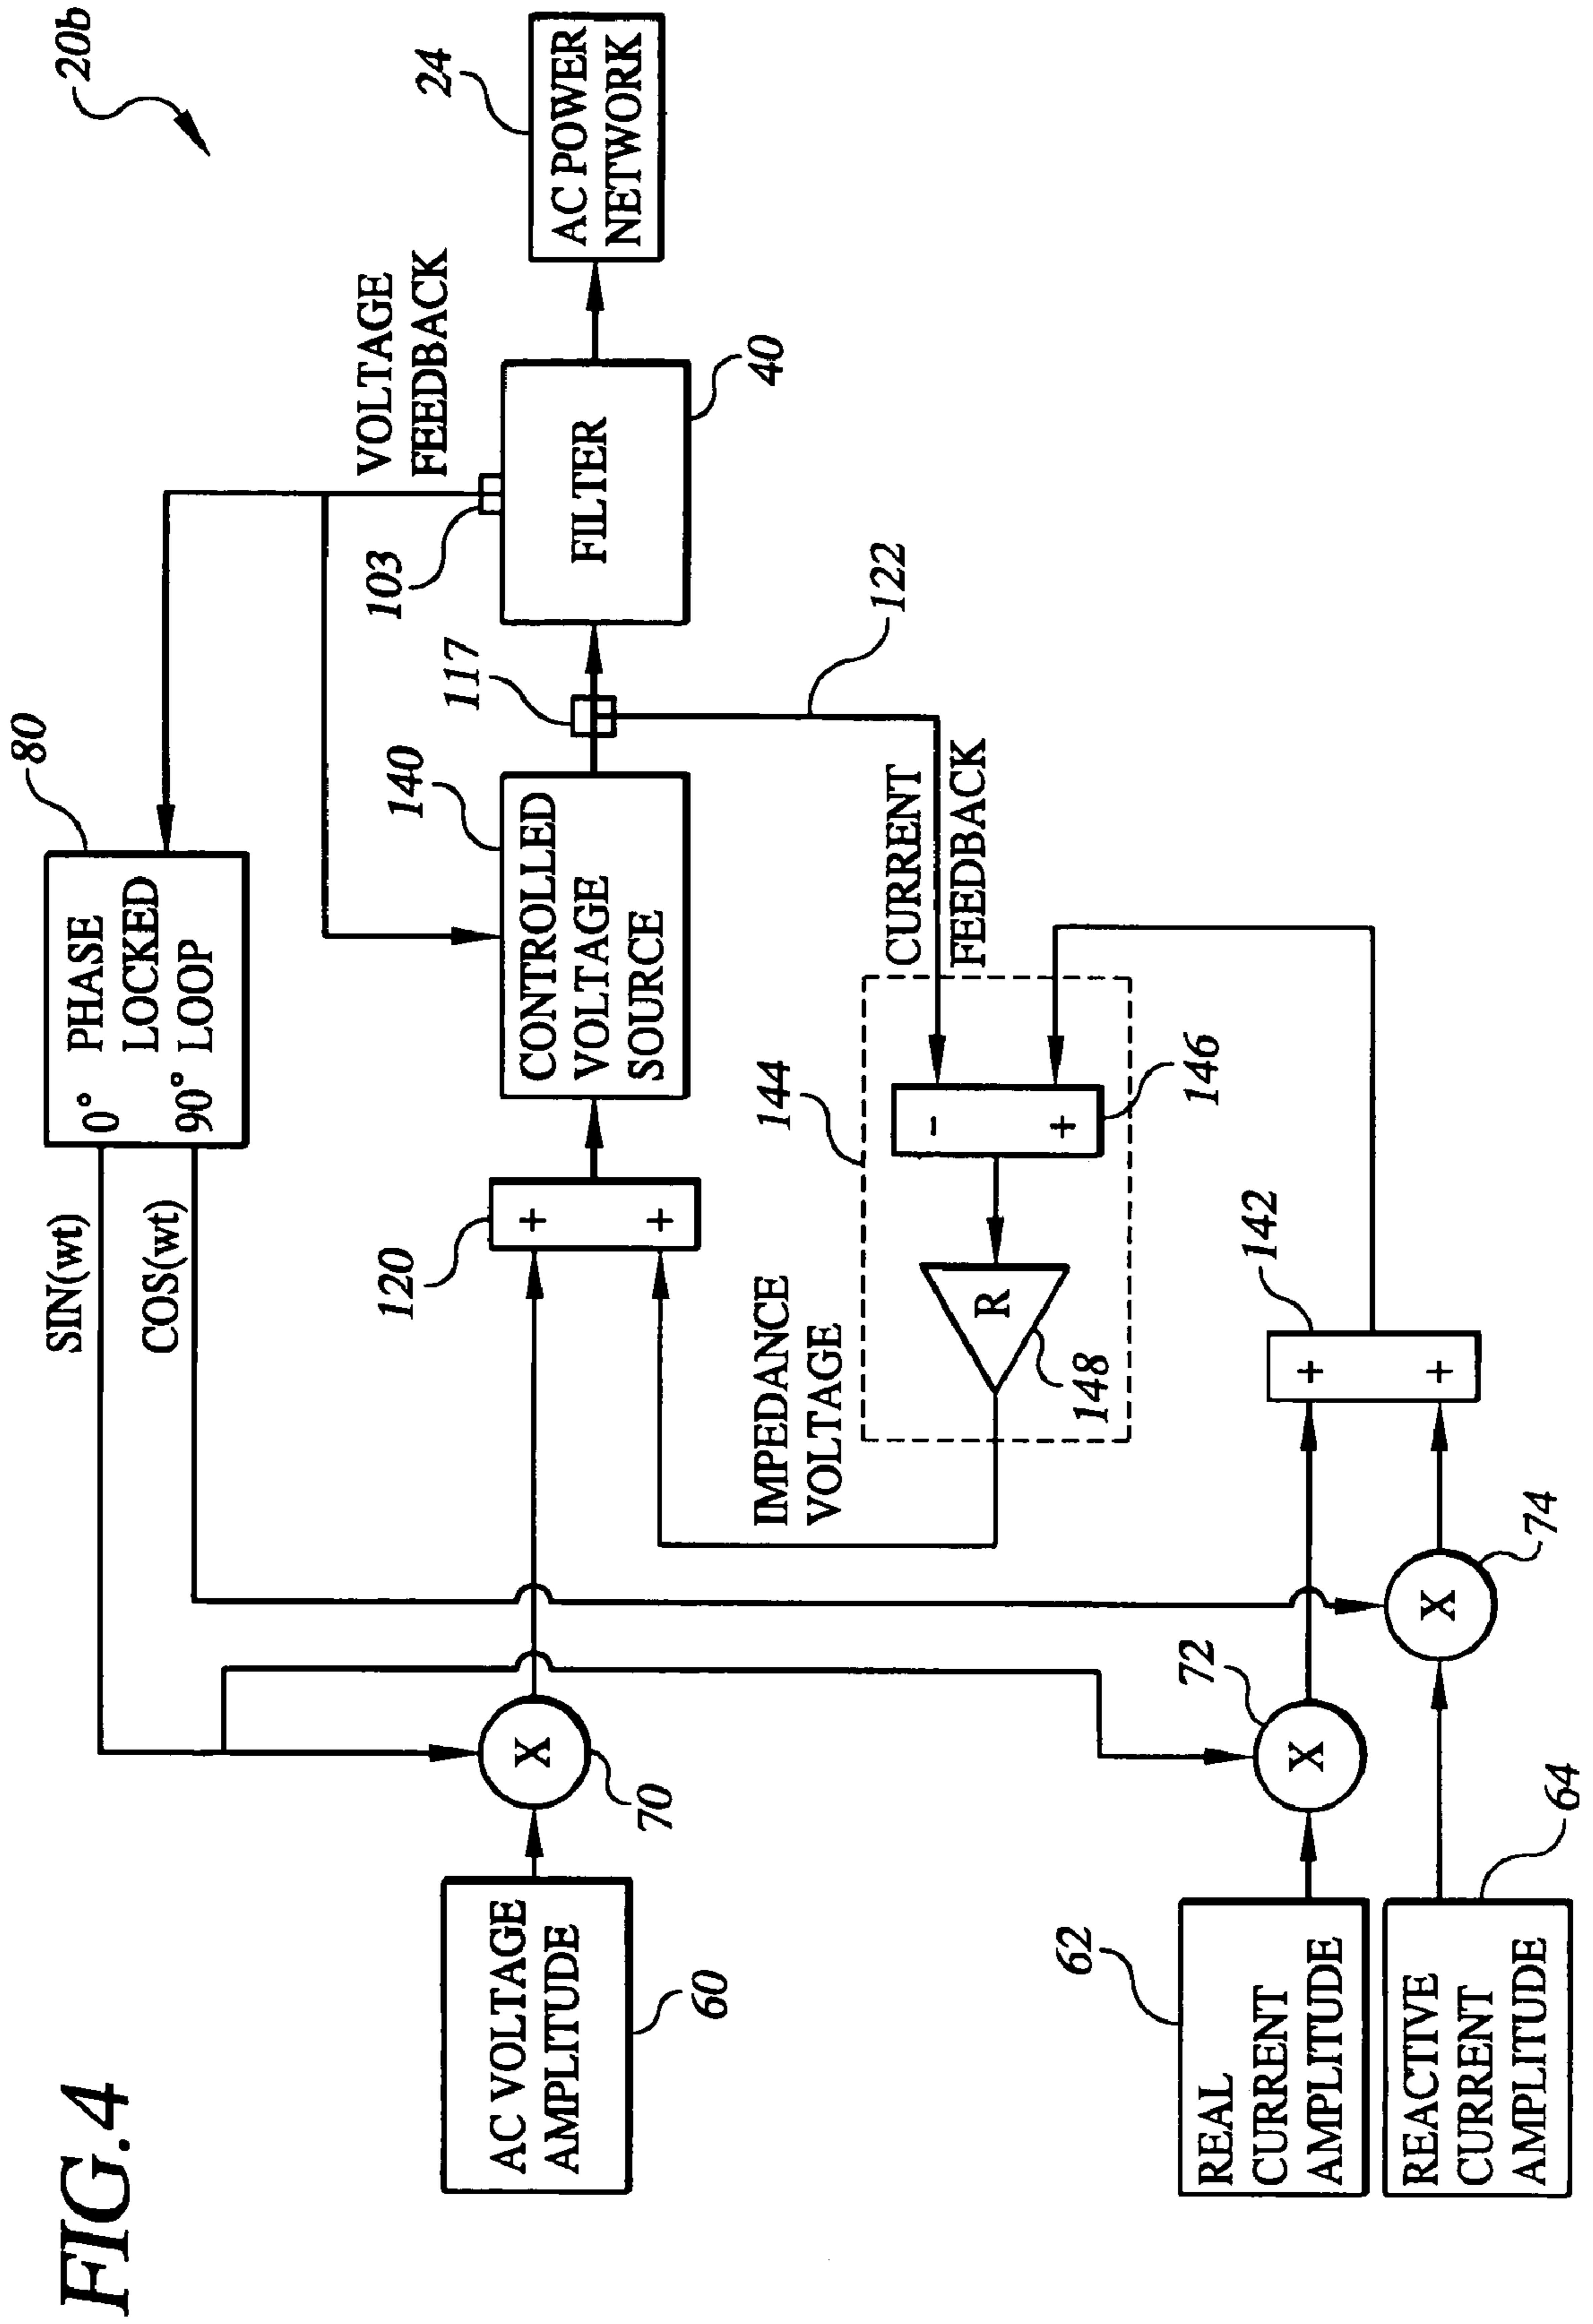 FIG.4
20b
SIN(wt)
COS(wt)
0° PHASE
LOCKED
90° LOOP
80
VOLTAGE
FEEDBACK
103
24
AC POWER
NETWORK
AC VOLTAGE
AMPLITUDE
60
X
70
120
+
+
CONTROLLED
VOLTAGE
SOURCE
140
117
FILTER
40
122
IMPEDANCE
VOLTAGE
144
CURRENT
FEEDBACK
R
148
-
+
146
62
REAL
CURRENT
AMPLITUDE
X
72
142
+
+
REACTIVE
CURRENT
AMPLITUDE
64
X
74